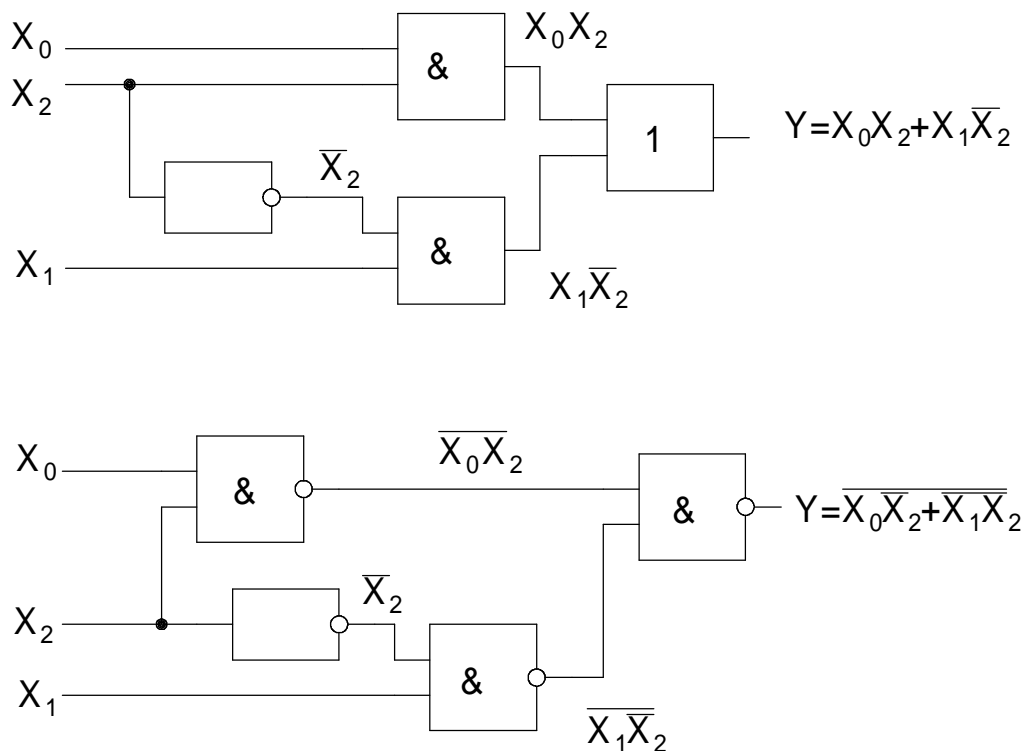 X₀
X₀X₂
&
X₂
Y=X₀X₂+X₁X̅₂
1
X̅₂
&
X₁
X₁X̅₂
X₀
X̅₀X̅₂̅
&
&
Y=X̅₀X̿₂̅+̅X̿₁X̿₂
X₂
X̅₂
&
X₁
X̅₁X̿₂